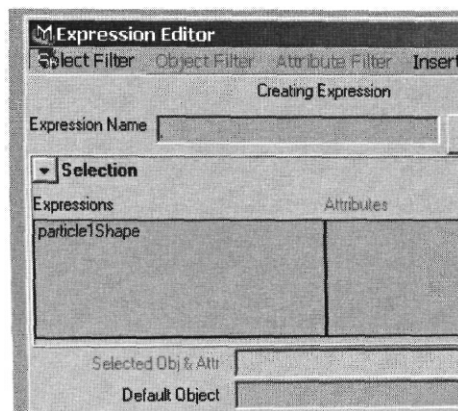 Expression Editor
Select Filter Object Filter Attribute Filter Insert
Creating Expression
Expression Name
Selection
Expressions Attributes
particle1Shape
Selected Obj & Attr
Default Object